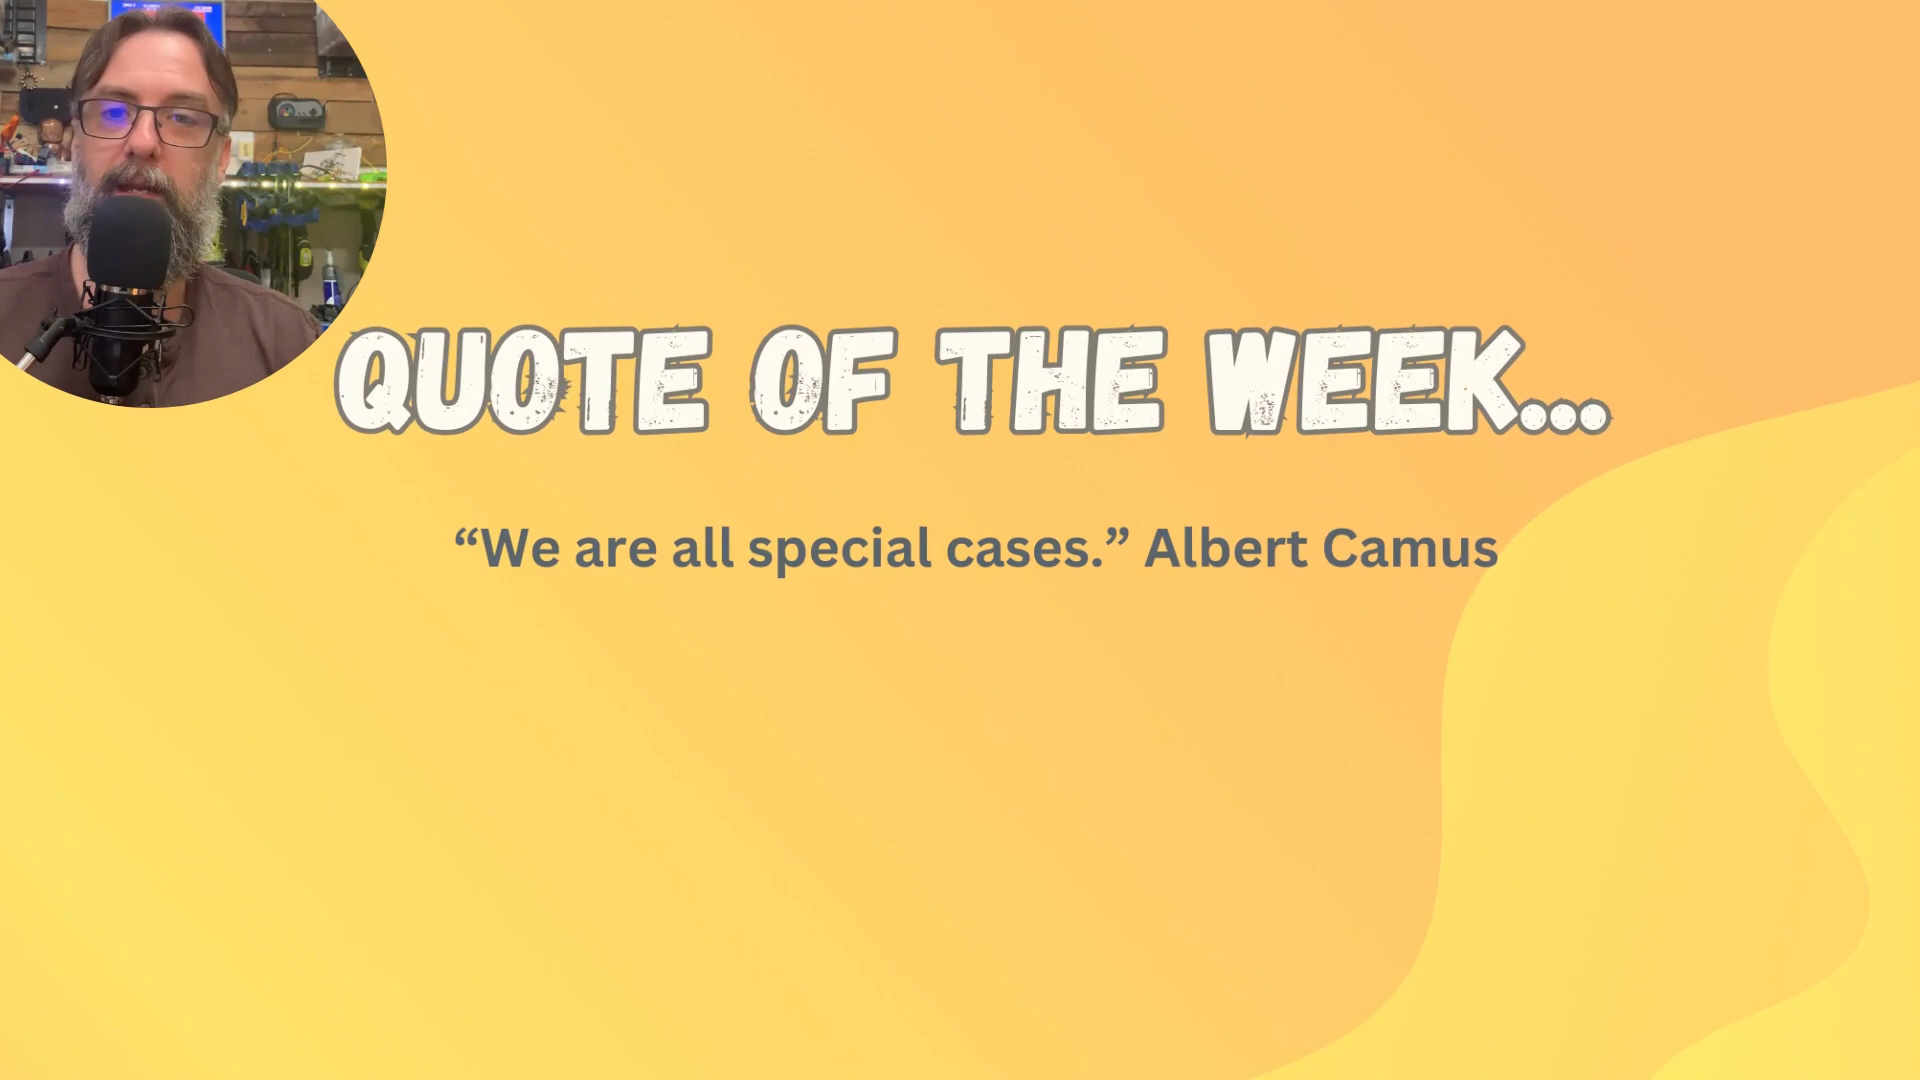 QUOTE OF THE WEEK...
“We are all special cases.” Albert Camus